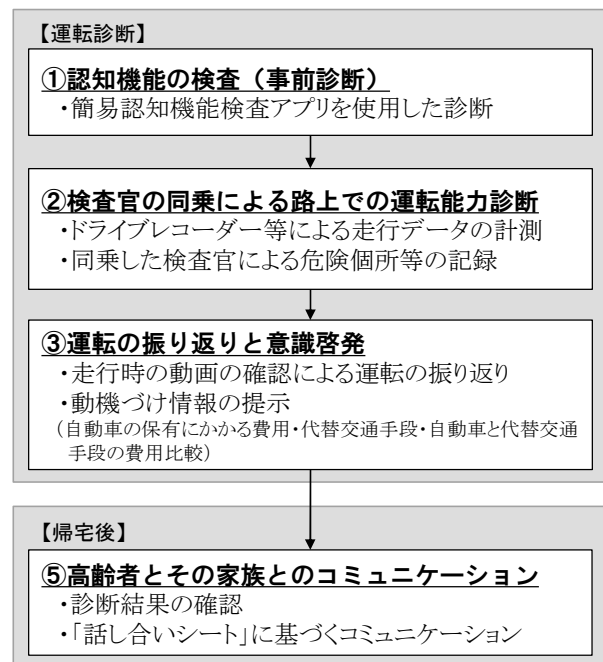 【運転診断】
①認知機能の検査（事前診断）
・簡易認知機能検査アプリを使用した診断
②検査官の同乗による路上での運転能力診断
・ドライブレコーダー等による走行データの計測
・同乗した検査官による危険個所等の記録
③運転の振り返りと意識啓発
・走行時の動画の確認による運転の振り返り
・動機づけ情報の提示
（自動車の保有にかかる費用・代替交通手段・自動車と代替交通
手段の費用比較）
【帰宅後】
⑤高齢者とその家族とのコミュニケーション
・診断結果の確認
・「話し合いシート」に基づくコミュニケーション